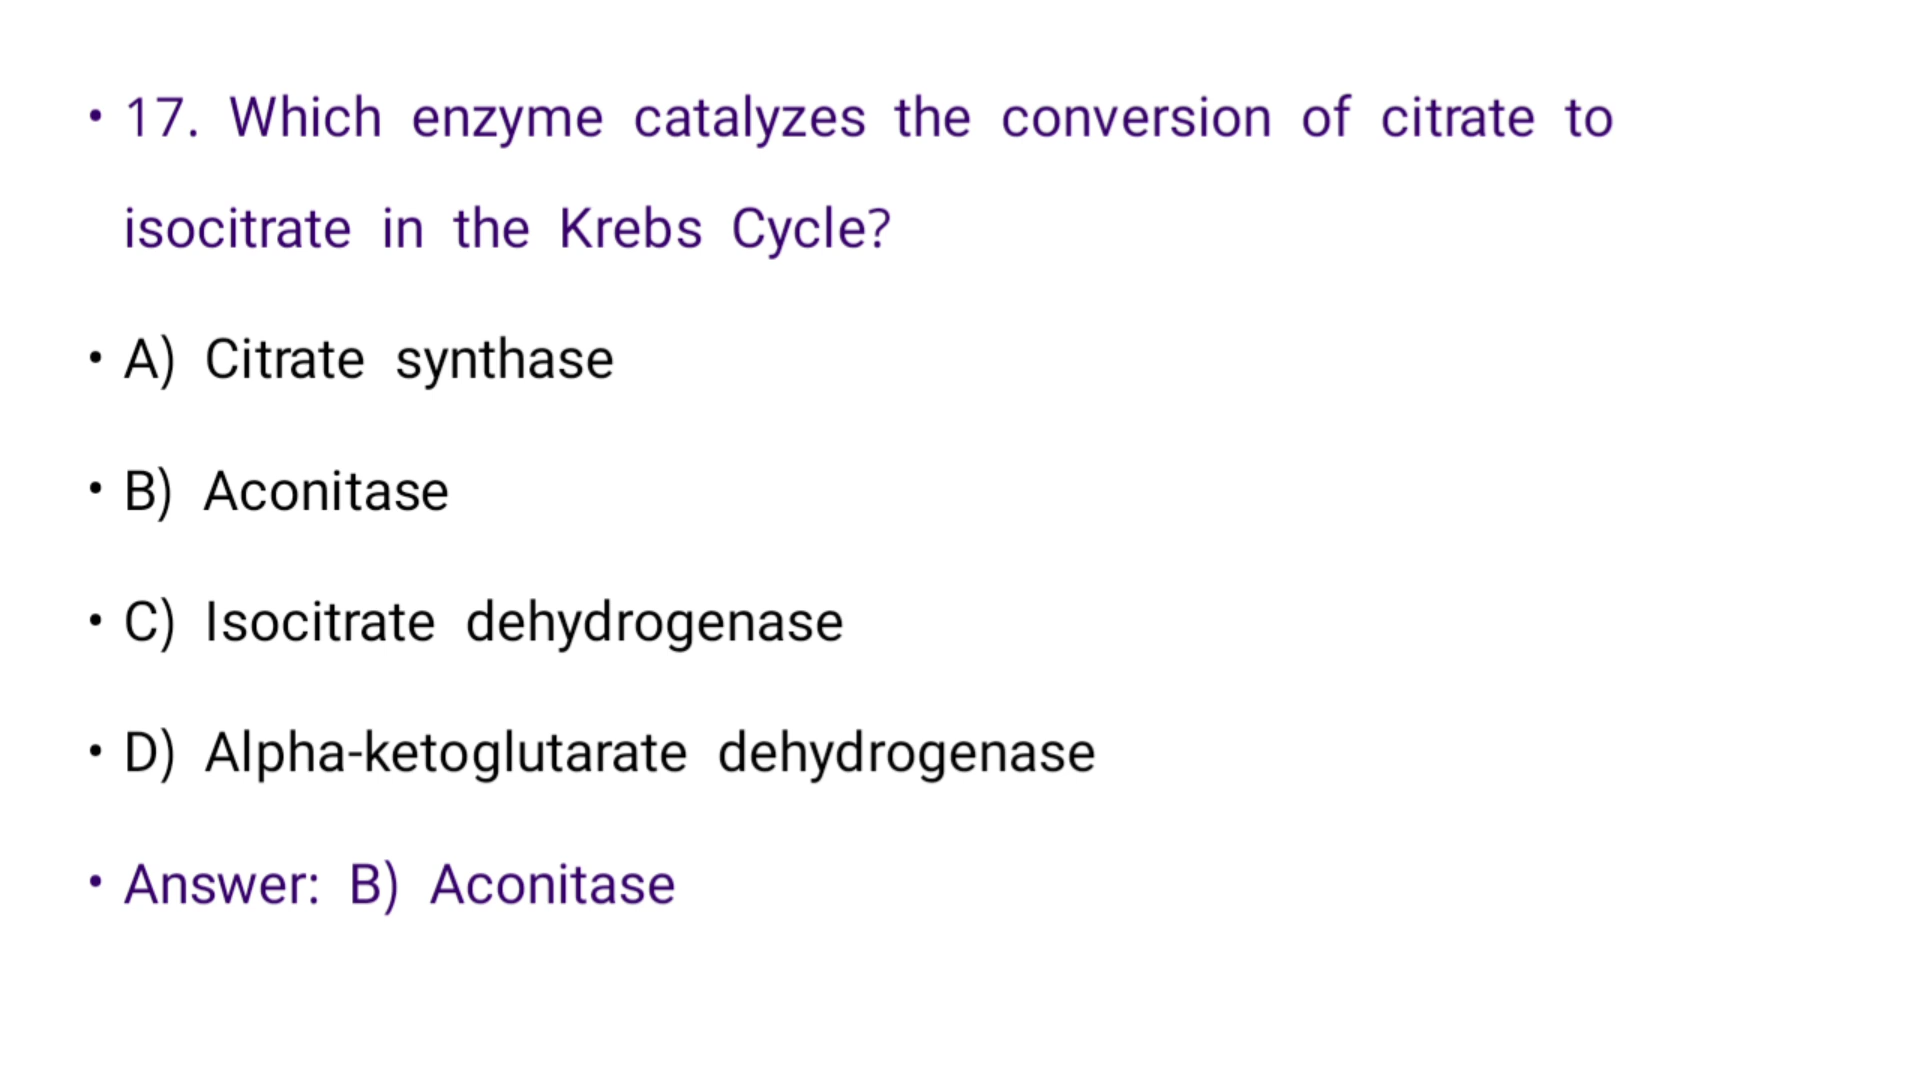 • 17. Which enzyme catalyzes the conversion of citrate to
isocitrate in the Krebs Cycle?
• A) Citrate synthase
• B) Aconitase
• C) Isocitrate dehydrogenase
• D) Alpha-ketoglutarate dehydrogenase
• Answer: B) Aconitase